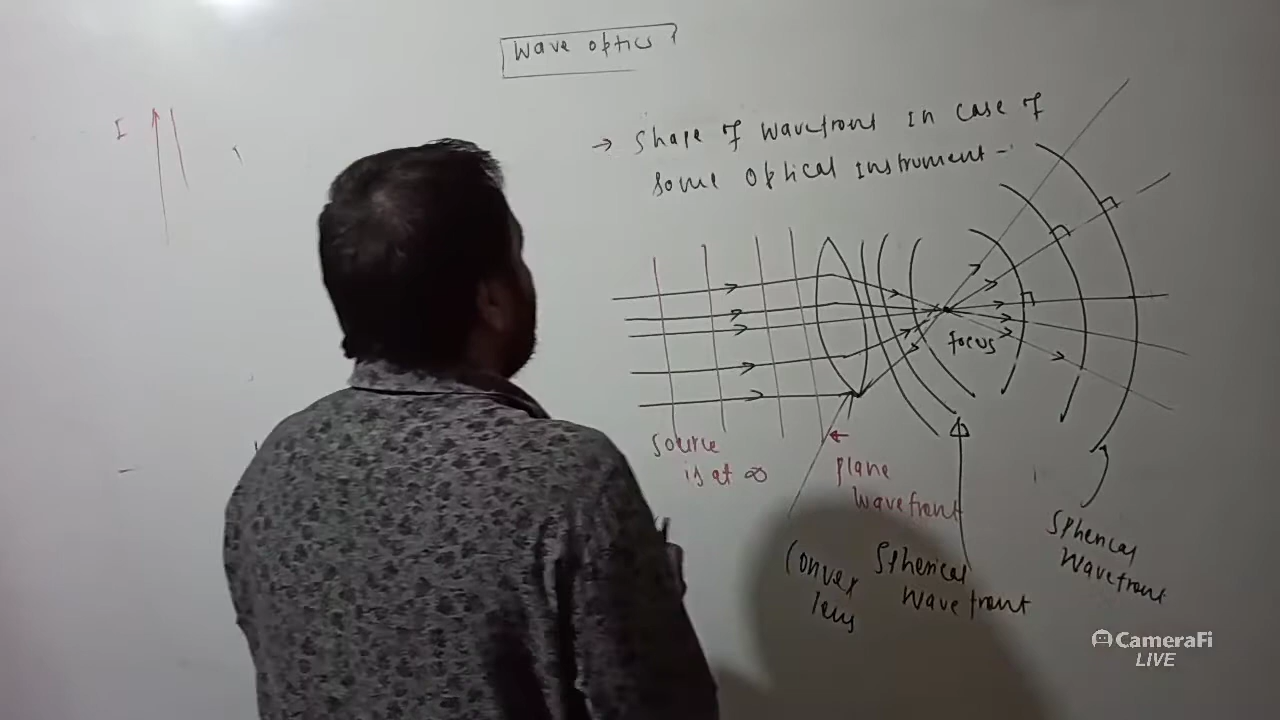 Wave optics
I
→ Shape of wavefront in case of
some optical instrument -
focus
Source
is at ∞
plane
wavefront
Convex
lens
Spherical
wavefront
Spherical
wavefront
CameraFi
LIVE